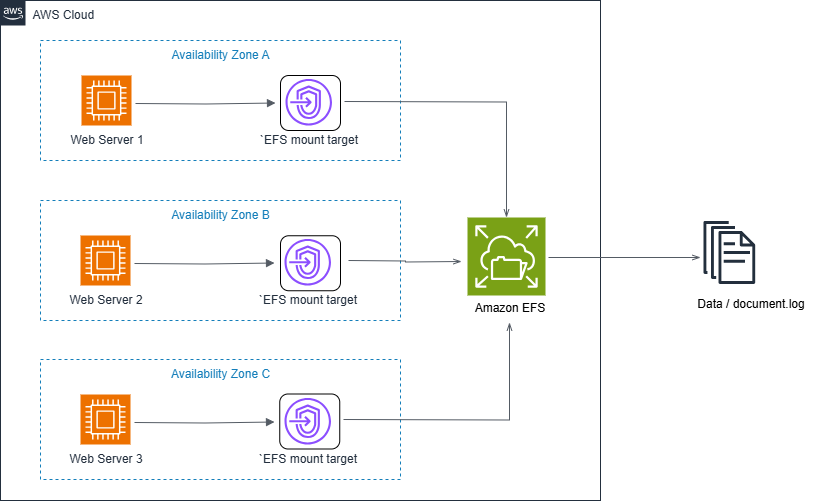 aws
AWS Cloud
Availability Zone A
Web Server 1
`EFS mount target
Availability Zone B
Web Server 2
`EFS mount target
Amazon EFS
Data / document.log
Availability Zone C
Web Server 3
`EFS mount target